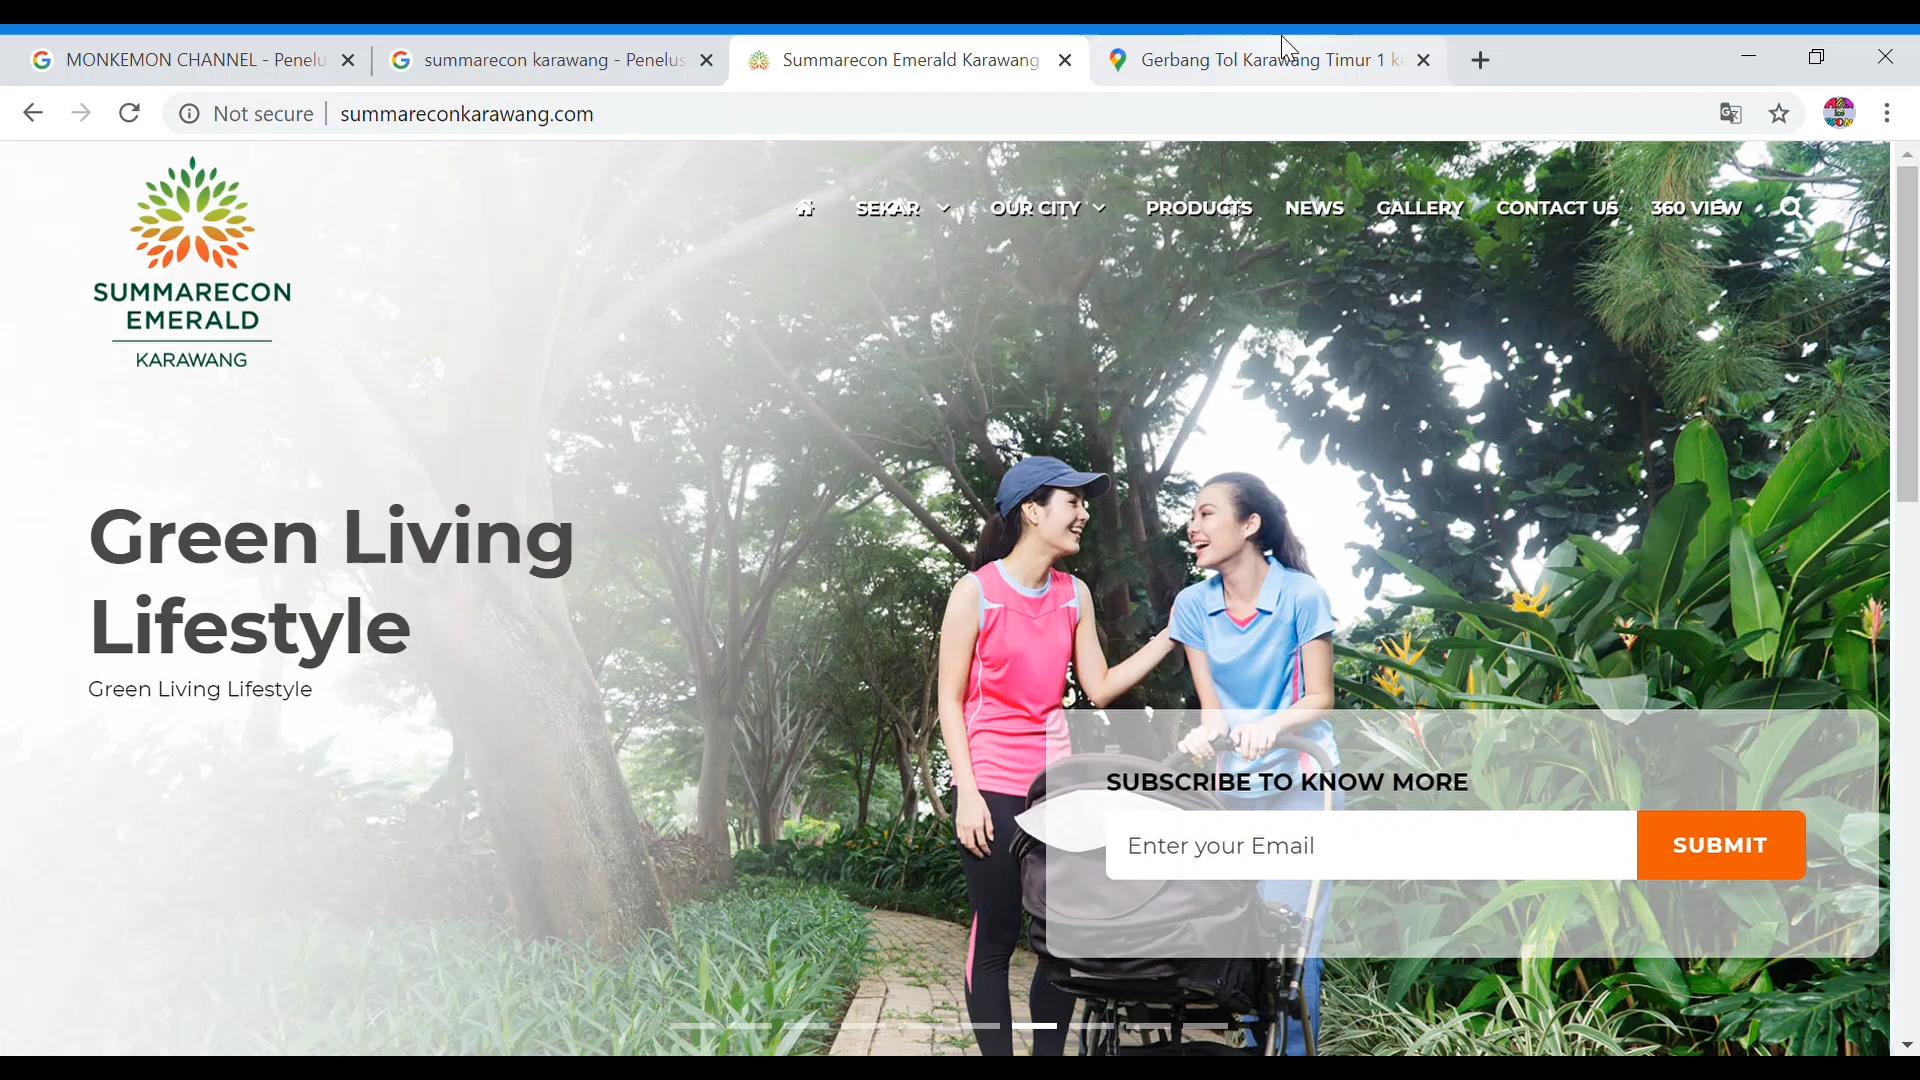 MONKEMON CHANNEL - Penelu
summarecon karawang - Penelus
Summarecon Emerald Karawang
Gerbang Tol Karawang Timur 1 k
Not secure
summareconkarawang.com
SUMMARECON
EMERALD
KARAWANG
SEKAR
OUR CITY
PRODUCTS
NEWS
GALLERY
CONTACT US
360 VIEW
Green Living
Lifestyle
Green Living Lifestyle
SUBSCRIBE TO KNOW MORE
Enter your Email
SUBMIT